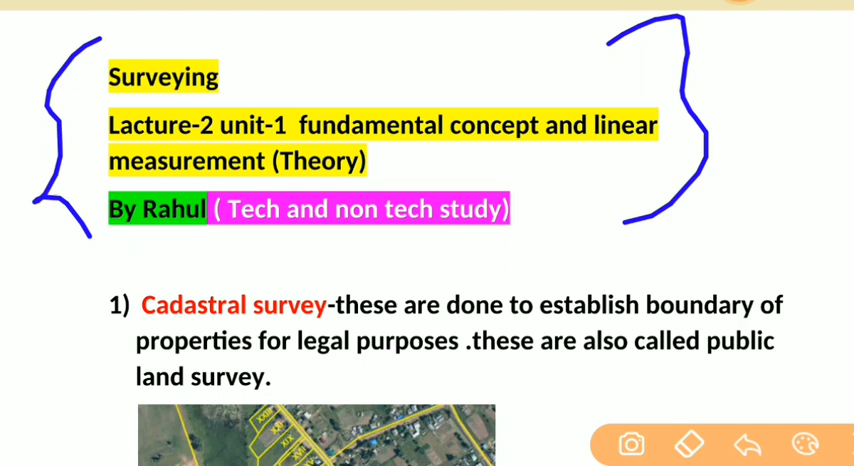 Surveying
Lacture-2 unit-1 fundamental concept and linear
measurement (Theory)
By Rahul ( Tech and non tech study)
1) Cadastral survey-these are done to establish boundary of
properties for legal purposes .these are also called public
land survey.
XIX